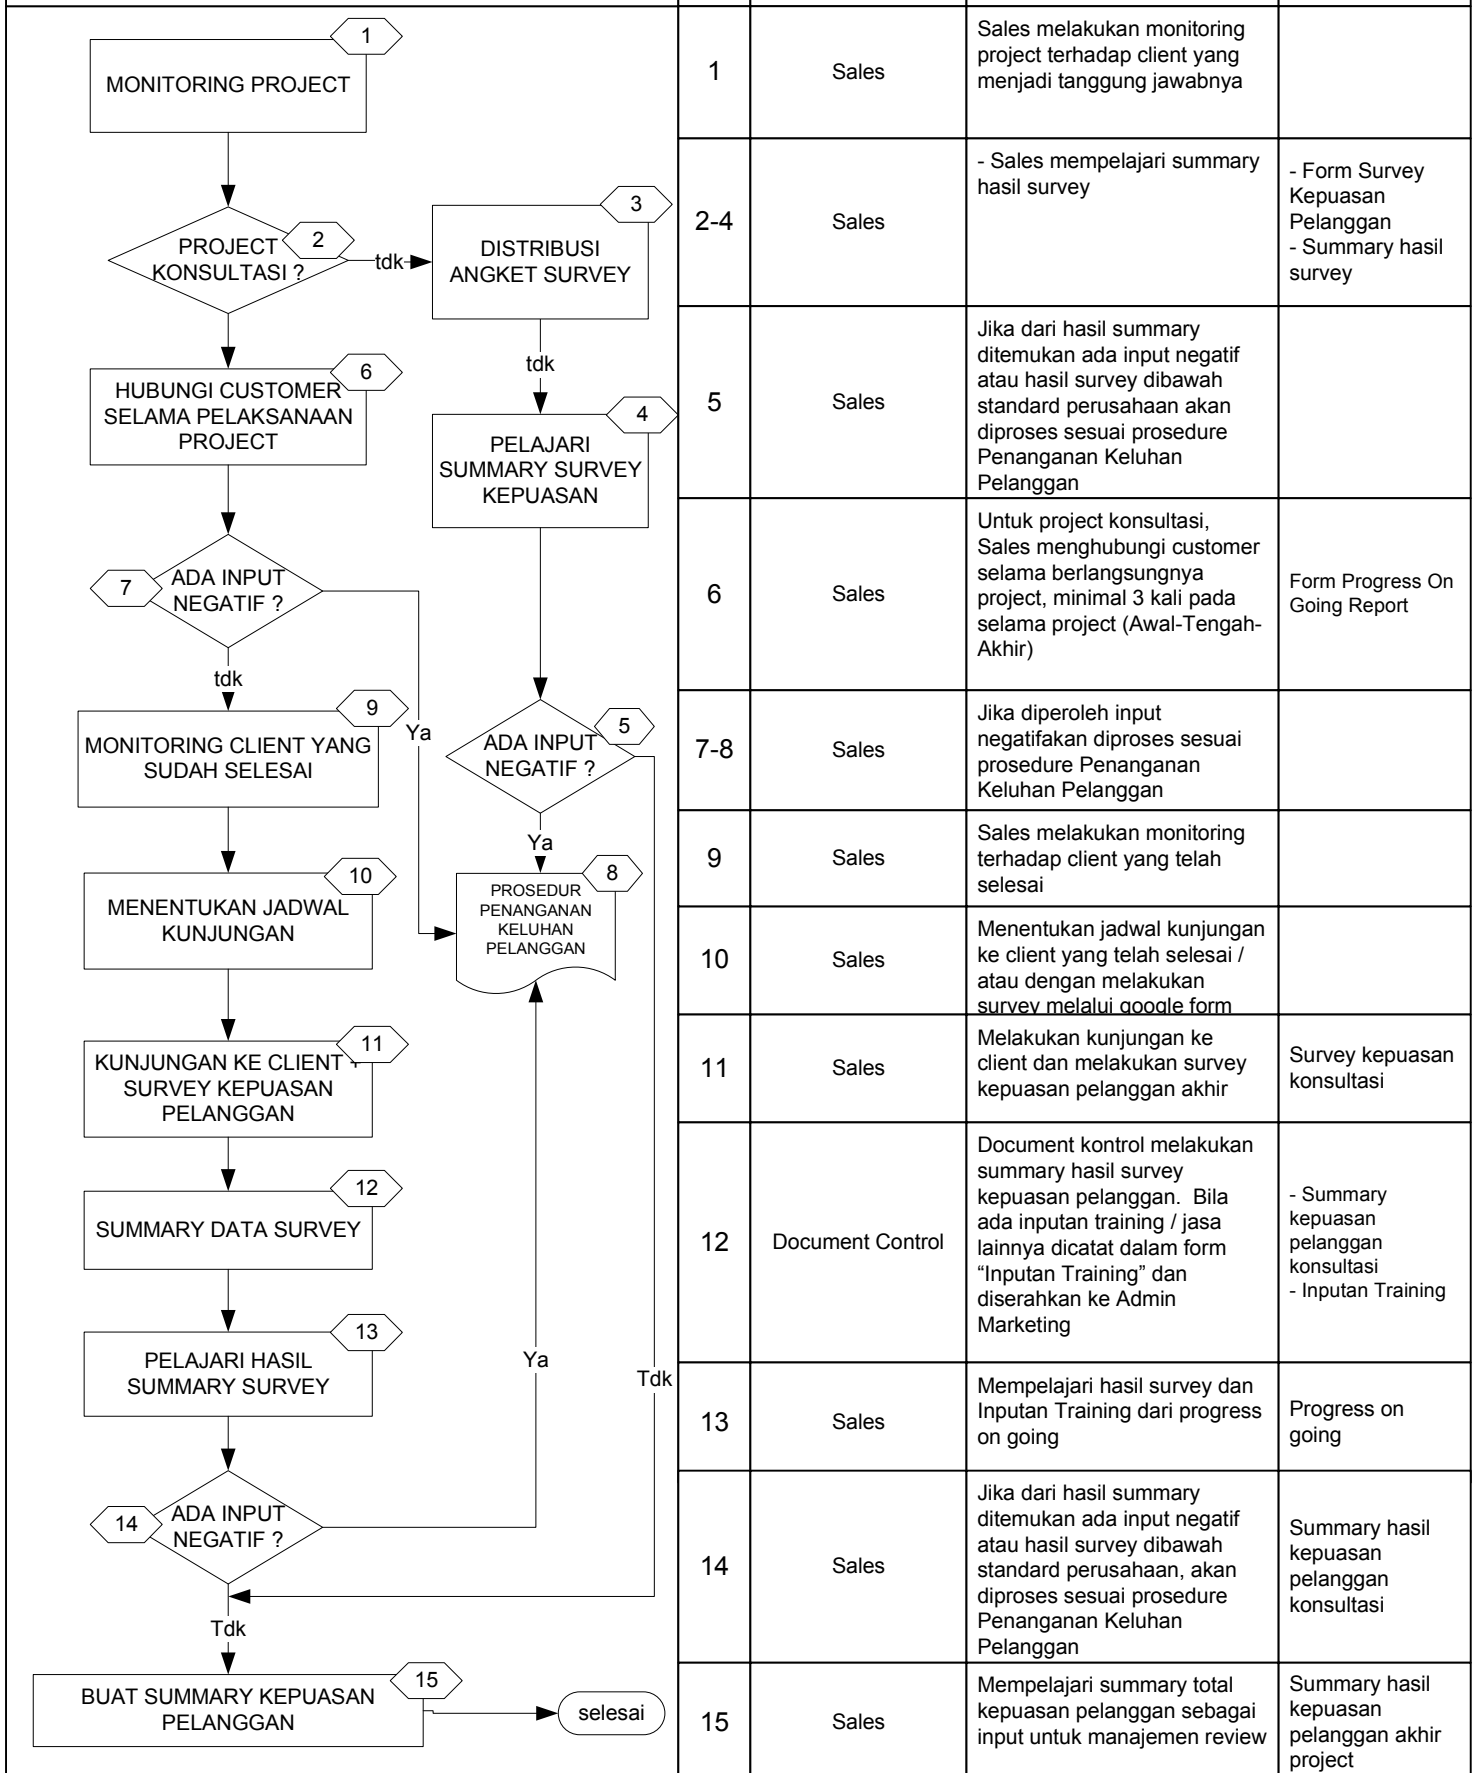 1
MONITORING PROJECT
2
PROJECT
KONSULTASI ?
tdk
3
DISTRIBUSI
ANGKET SURVEY
tdk
6
HUBUNGI CUSTOMER
SELAMA PELAKSANAAN
PROJECT
4
PELAJARI
SUMMARY SURVEY
KEPUASAN
7
ADA INPUT
NEGATIF ?
tdk
Ya
9
MONITORING CLIENT YANG
SUDAH SELESAI
5
ADA INPUT
NEGATIF ?
Ya
8
PROSEDUR
PENANGANAN
KELUHAN
PELANGGAN
10
MENENTUKAN JADWAL
KUNJUNGAN
11
KUNJUNGAN KE CLIENT +
SURVEY KEPUASAN
PELANGGAN
12
SUMMARY DATA SURVEY
13
PELAJARI HASIL
SUMMARY SURVEY
Ya
Tdk
14
ADA INPUT
NEGATIF ?
Tdk
15
BUAT SUMMARY KEPUASAN
PELANGGAN
selesai
1
Sales
Sales melakukan monitoring
project terhadap client yang
menjadi tanggung jawabnya
2-4
Sales
- Sales mempelajari summary
hasil survey
- Form Survey
Kepuasan
Pelanggan
- Summary hasil
survey
5
Sales
Jika dari hasil summary
ditemukan ada input negatif
atau hasil survey dibawah
standard perusahaan akan
diproses sesuai prosedure
Penanganan Keluhan
Pelanggan
6
Sales
Untuk project konsultasi,
Sales menghubungi customer
selama berlangsungnya
project, minimal 3 kali pada
selama project (Awal-Tengah-
Akhir)
Form Progress On
Going Report
7-8
Sales
Jika diperoleh input
negatifakan diproses sesuai
prosedure Penanganan
Keluhan Pelanggan
9
Sales
Sales melakukan monitoring
terhadap client yang telah
selesai
10
Sales
Menentukan jadwal kunjungan
ke client yang telah selesai /
atau dengan melakukan
survey melalui google form
11
Sales
Melakukan kunjungan ke
client dan melakukan survey
kepuasan pelanggan akhir
Survey kepuasan
konsultasi
12
Document Control
Document kontrol melakukan
summary hasil survey
kepuasan pelanggan.  Bila
ada inputan training / jasa
lainnya dicatat dalam form
“Inputan Training” dan
diserahkan ke Admin
Marketing
- Summary
kepuasan
pelanggan
konsultasi
- Inputan Training
13
Sales
Mempelajari hasil survey dan
Inputan Training dari progress
on going
Progress on
going
14
Sales
Jika dari hasil summary
ditemukan ada input negatif
atau hasil survey dibawah
standard perusahaan, akan
diproses sesuai prosedure
Penanganan Keluhan
Pelanggan
Summary hasil
kepuasan
pelanggan
konsultasi
15
Sales
Mempelajari summary total
kepuasan pelanggan sebagai
input untuk manajemen review
Summary hasil
kepuasan
pelanggan akhir
project